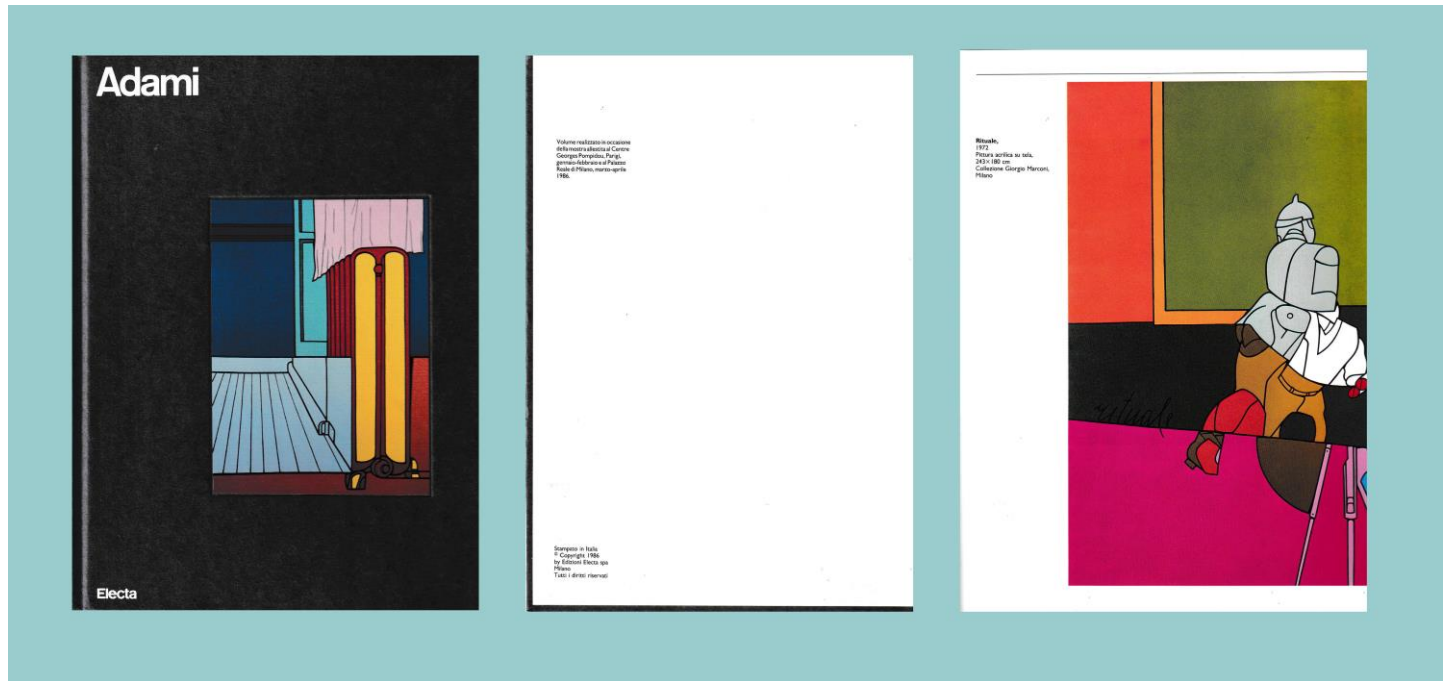 Adami
Electa
Volume realizzato in occasione
della mostra allestita al Centre
Georges Pompidou, Parigi,
gennaio-febbraio e al Palazzo
Reale di Milano, marzo-aprile
1986.
Stampato in Italia
© Copyright 1986
by Edizioni Electa spa
Milano
Tutti i diritti riservati
Rituale,
1972
Pittura acrilica su tela,
243×180 cm
Collezione Giorgio Marconi,
Milano
rituale